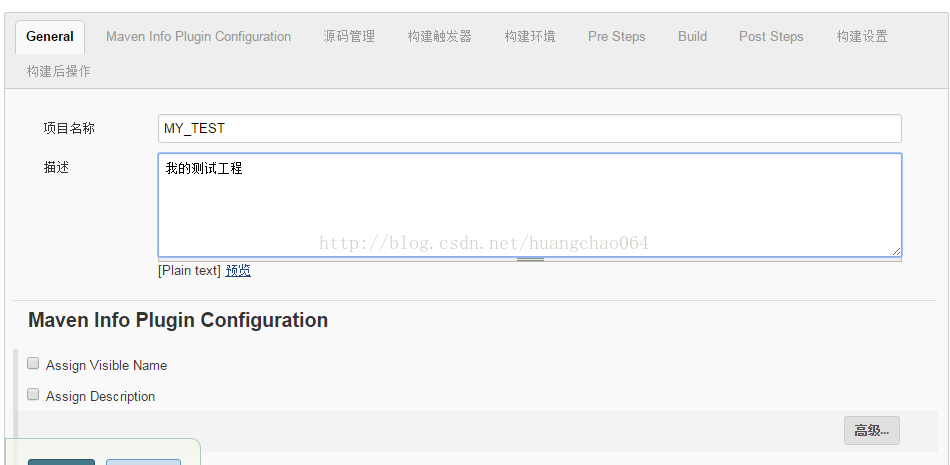 General Maven Info Plugin Configuration 源码管理 构建触发器 构建环境 Pre Steps Build Post Steps 构建设置
构建后操作
项目名称 MY_TEST
描述 我的测试工程
http://blog.csdn.net/huangchao064
[Plain text] 预览
Maven Info Plugin Configuration
Assign Visible Name
Assign Description
高级...